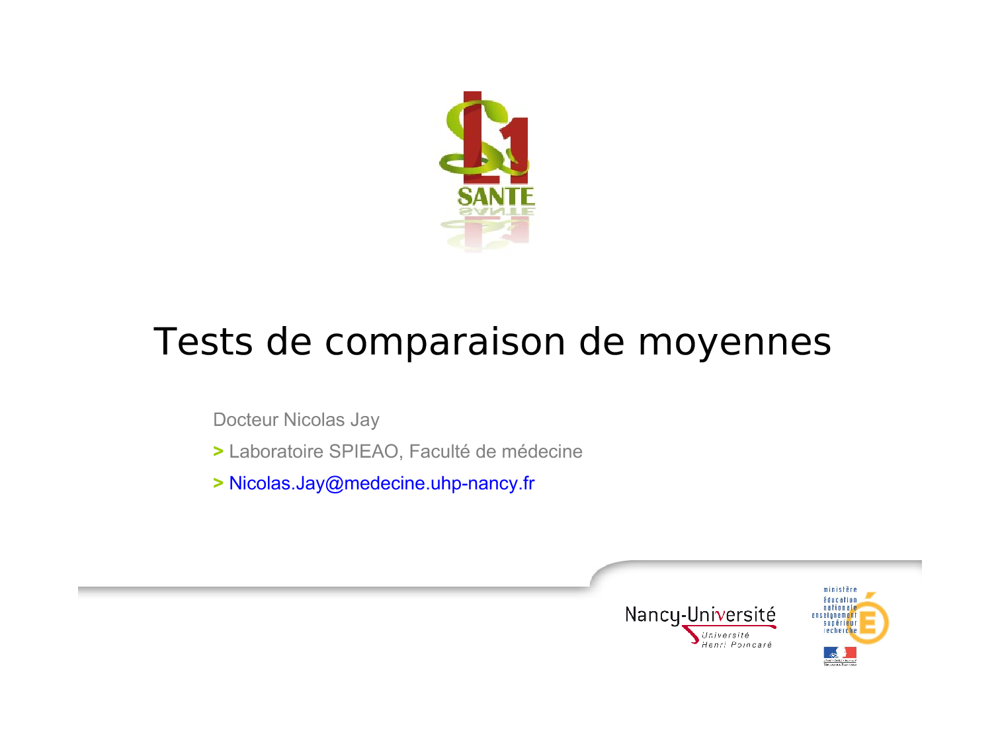 L1
SANTE
Tests de comparaison de moyennes
Docteur Nicolas Jay
> Laboratoire SPIEAO, Faculté de médecine
> Nicolas.Jay@medecine.uhp-nancy.fr
Nancy-Université
Université
Henri Poincaré
ministère
éducation
nationale
enseignement
supérieur
recherche
É